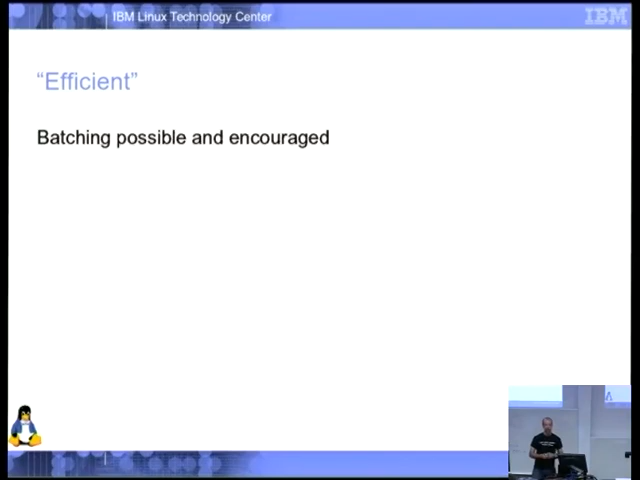 IBM Linux Technology Center
IBM
“Efficient”
Batching possible and encouraged